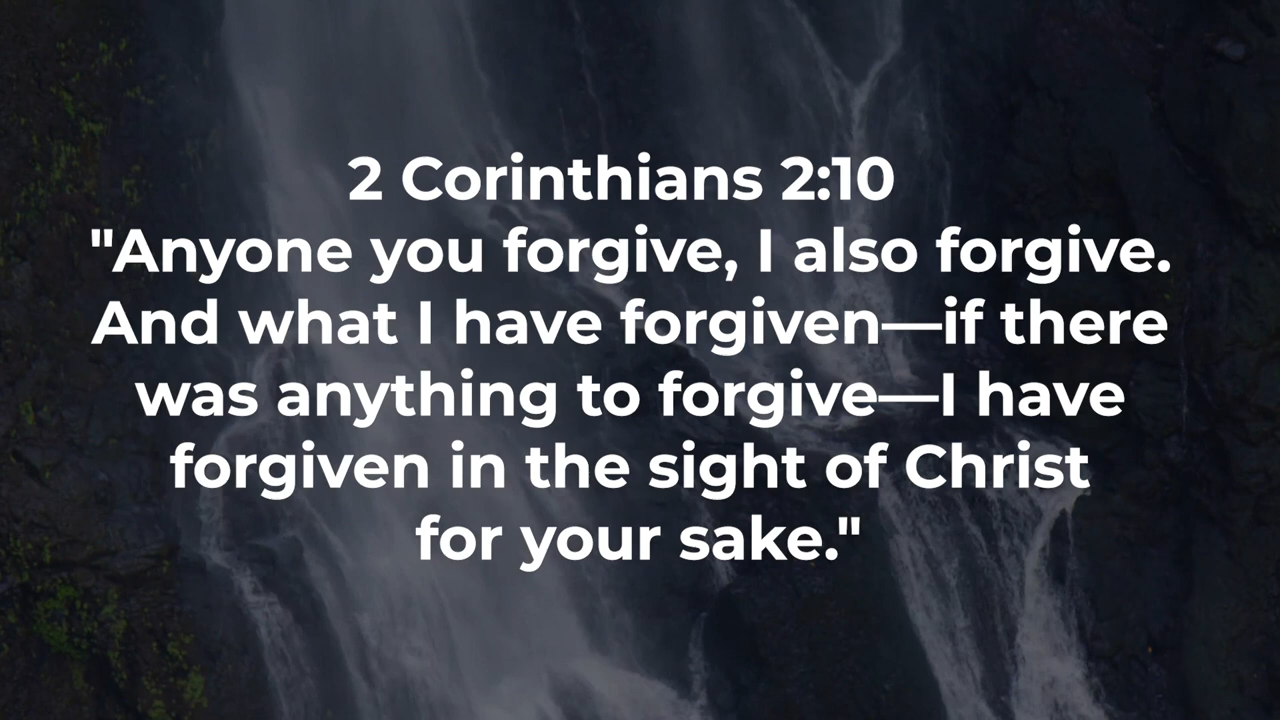 2 Corinthians 2:10
"Anyone you forgive, I also forgive.
And what I have forgiven—if there
was anything to forgive—I have
forgiven in the sight of Christ
for your sake."